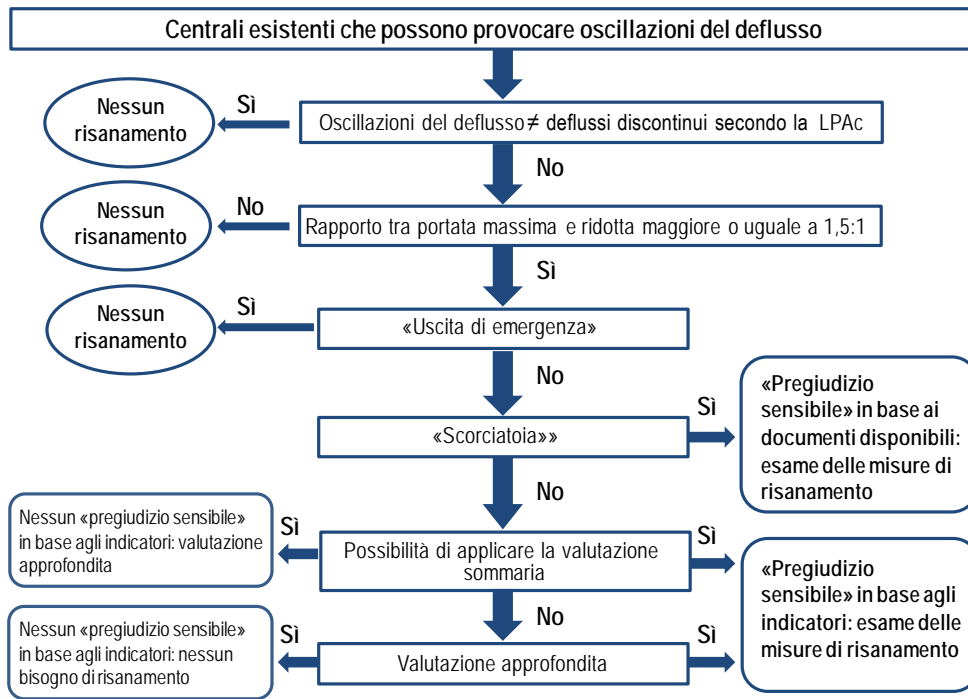 Centrali esistenti che possono provocare oscillazioni del deflusso
Nessun
risanamento
Sì
Oscillazioni del deflusso ≠ deflussi discontinui secondo la LPAc
No
Nessun
risanamento
No
Rapporto tra portata massima e ridotta maggiore o uguale a 1,5:1
Sì
Nessun
risanamento
Sì
«Uscita di emergenza»
No
«Scorciatoia»»
Sì
«Pregiudizio
sensibile» in base ai
documenti disponibili:
esame delle misure di
risanamento
No
Nessun «pregiudizio sensibile»
in base agli indicatori: valutazione
approfondita
Sì
Possibilità di applicare la valutazione
sommaria
Sì
«Pregiudizio
sensibile» in base agli
indicatori: esame delle
misure di risanamento
No
Nessun «pregiudizio sensibile»
in base agli indicatori: nessun
bisogno di risanamento
Sì
Valutazione approfondita
Sì